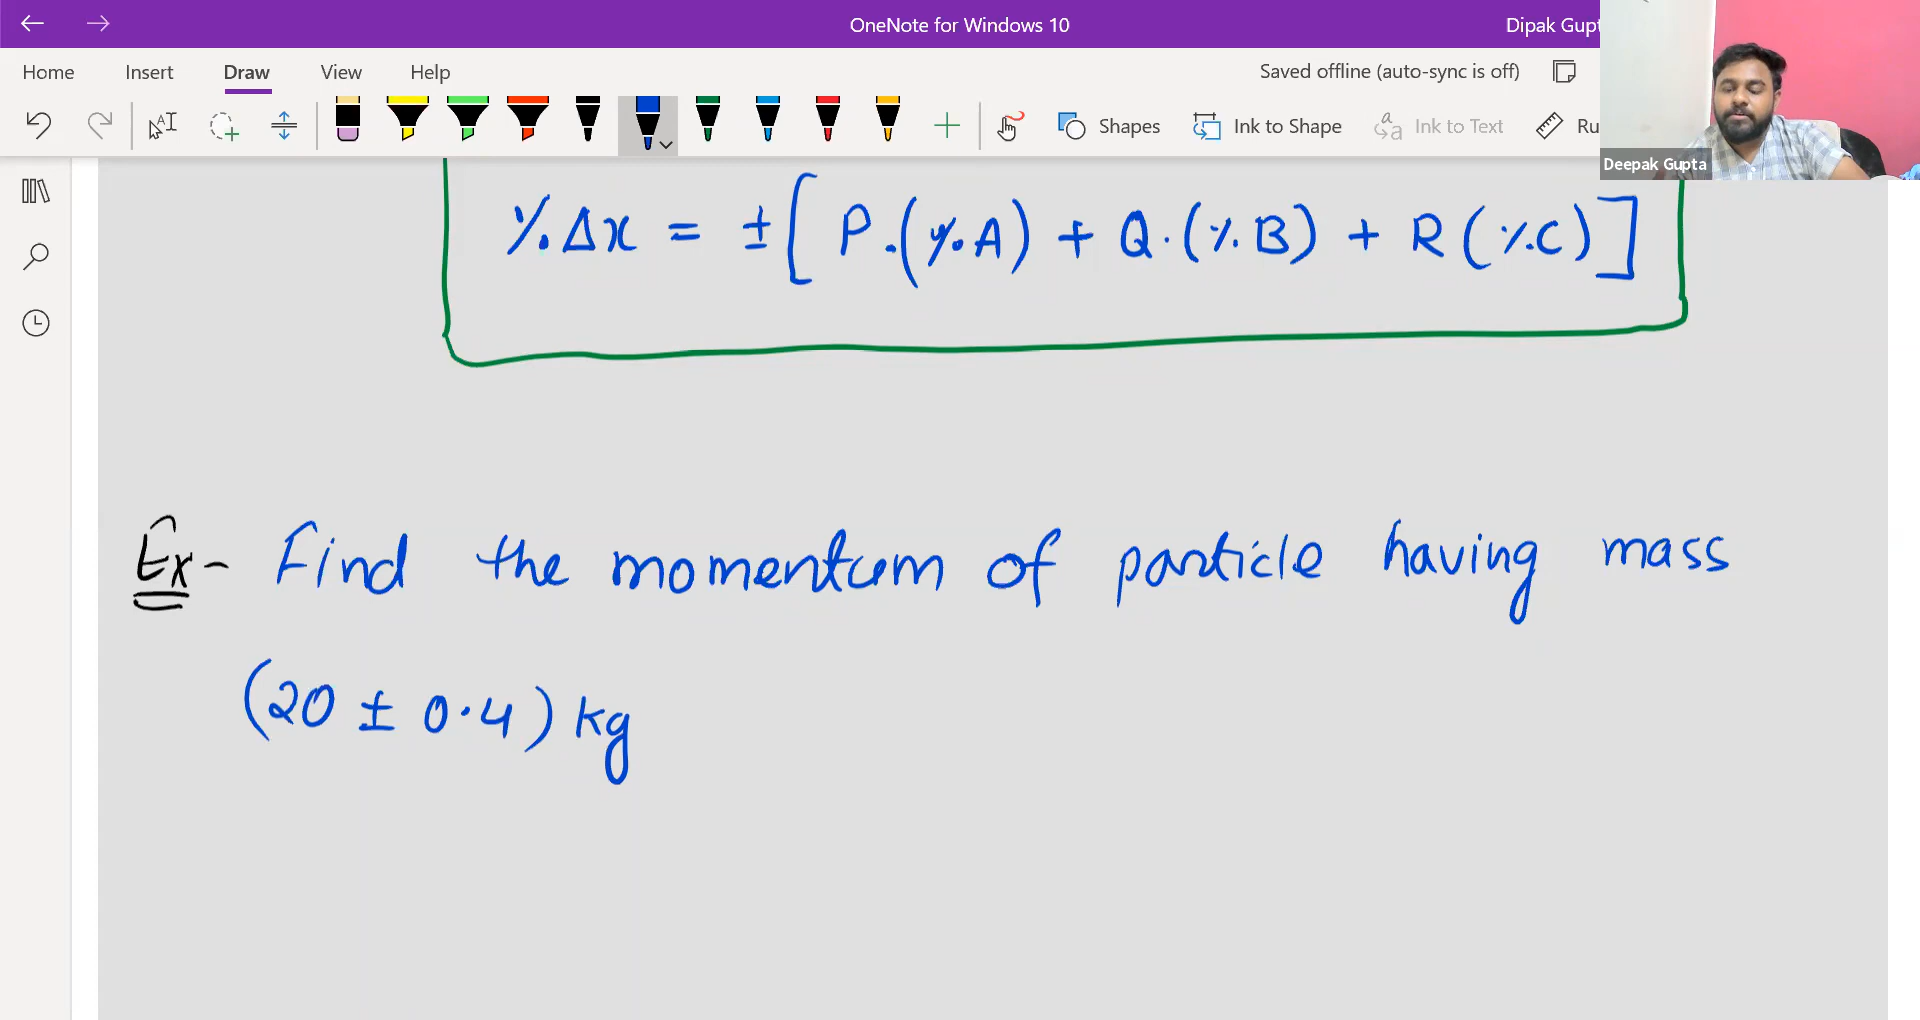 OneNote for Windows 10
Dipak Gupt
Home Insert Draw View Help
Saved offline (auto-sync is off)
Shapes Ink to Shape Ink to Text Ru
Deepak Gupta
%.Δx = ± [ P.(%.A) + Q.(%.B) + R(%.C) ]
Ex- Find the momentum of particle having mass
(20 ± 0.4) kg